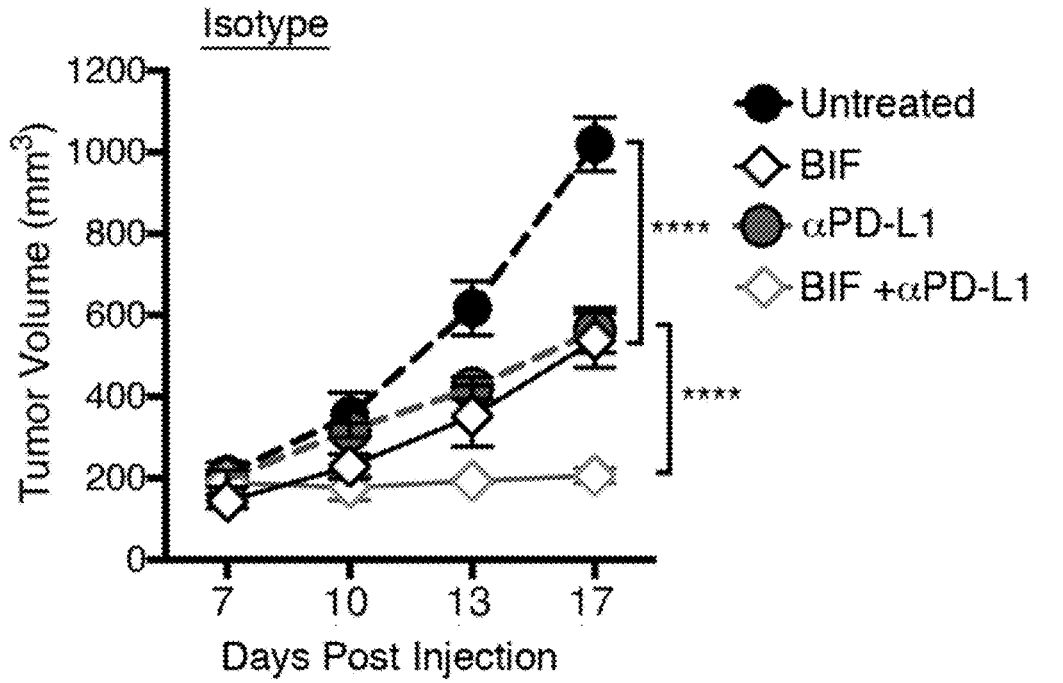 Isotype
Tumor Volume (mm³)
1200
1000
800
600
400
200
0
7 10 13 17
Days Post Injection
****
****
Untreated
BIF
αPD-L1
BIF +αPD-L1